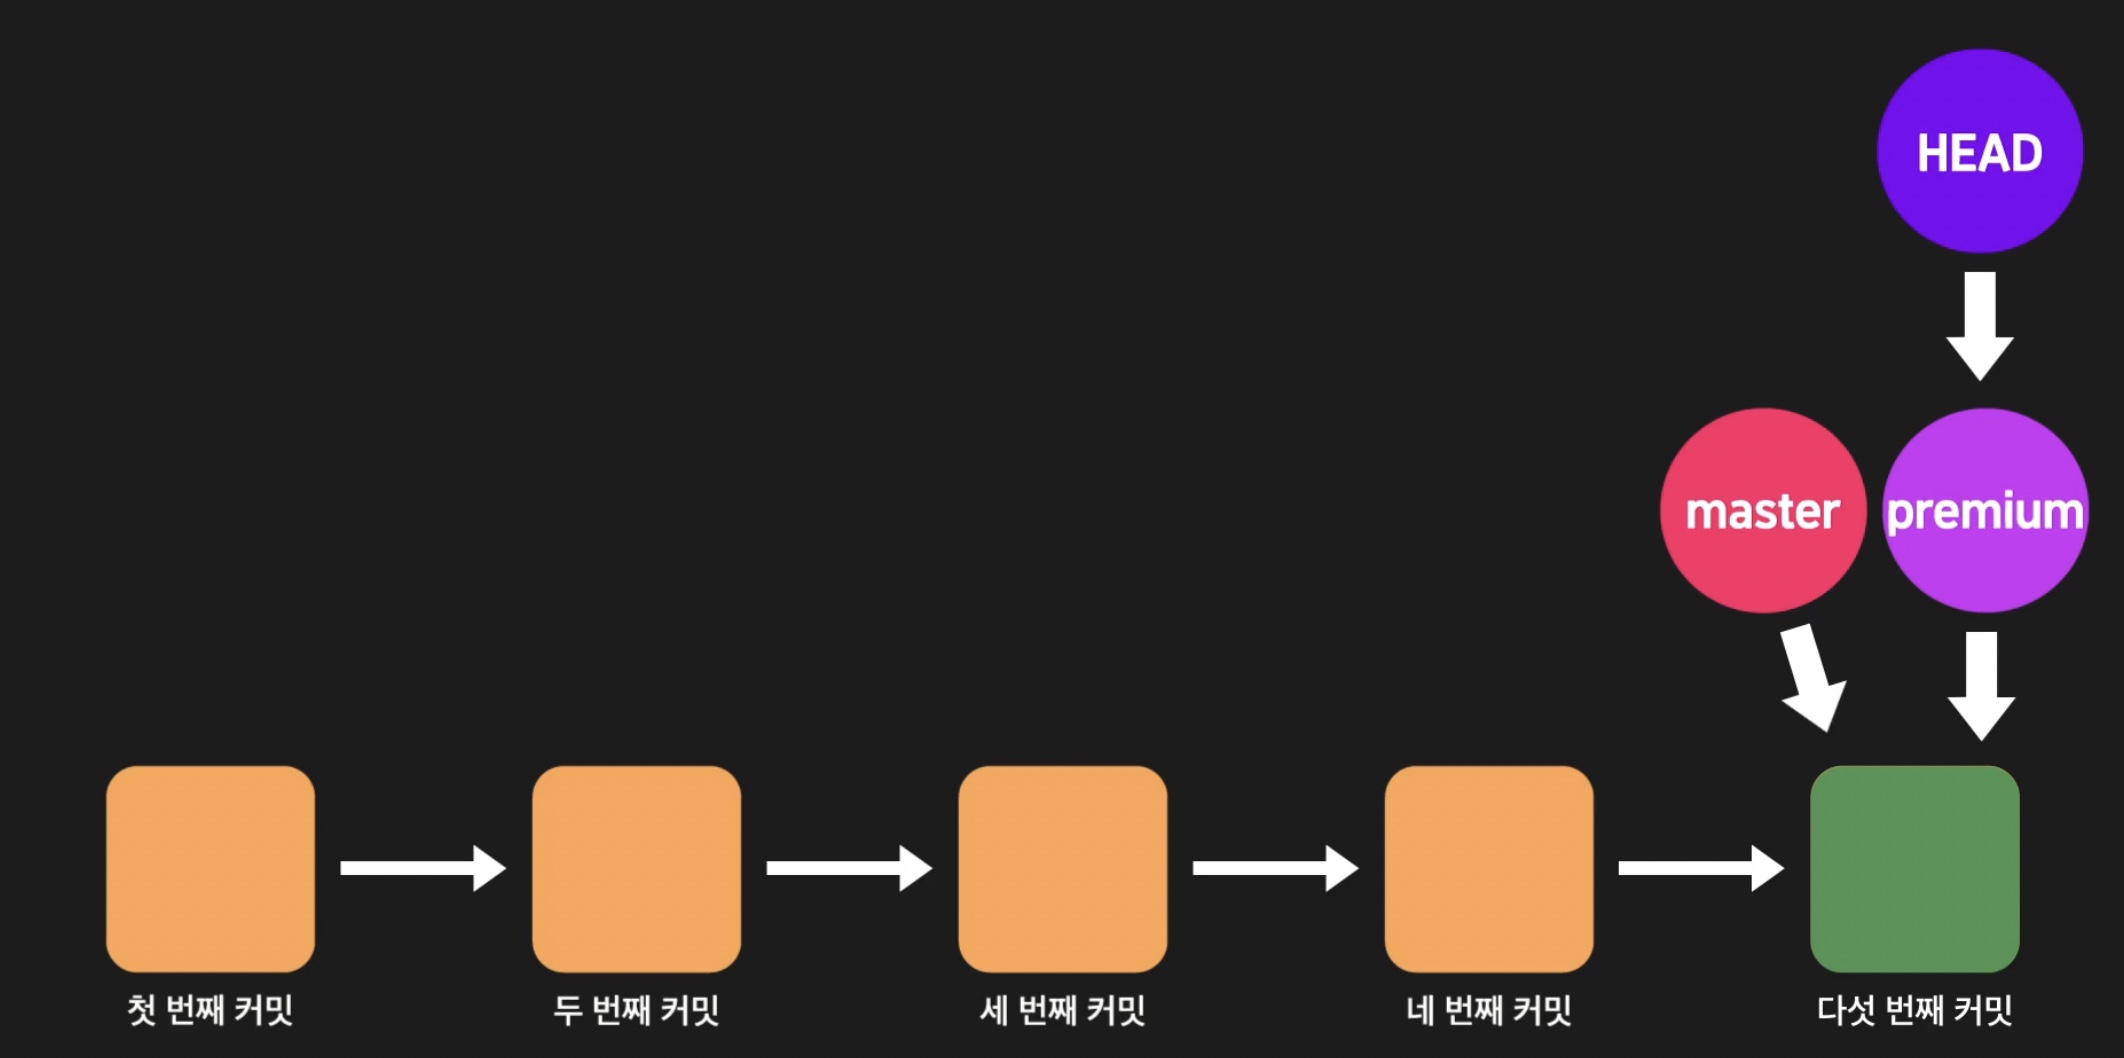 HEAD
master
premium
첫 번째 커밋
두 번째 커밋
세 번째 커밋
네 번째 커밋
다섯 번째 커밋